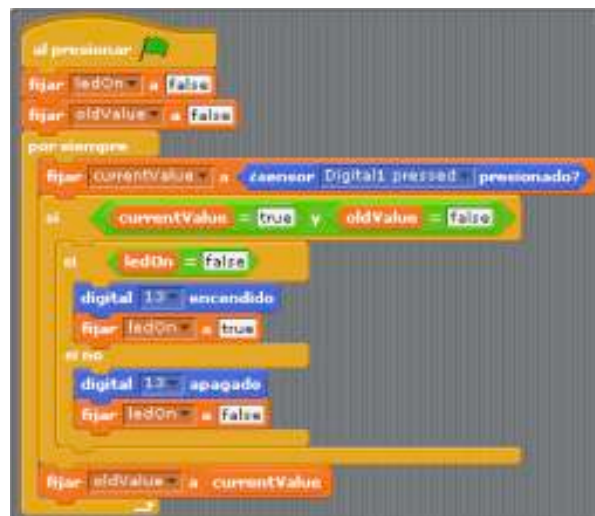 al presionar
fijar ledOn a false
fijar oldValue a false
por siempre
fijar currentValue a ¿sensor Digital1 pressed presionado?
si currentValue = true y oldValue = false
si ledOn = false
digital 13 encendido
fijar ledOn a true
si no
digital 13 apagado
fijar ledOn a false
fijar oldValue a currentValue